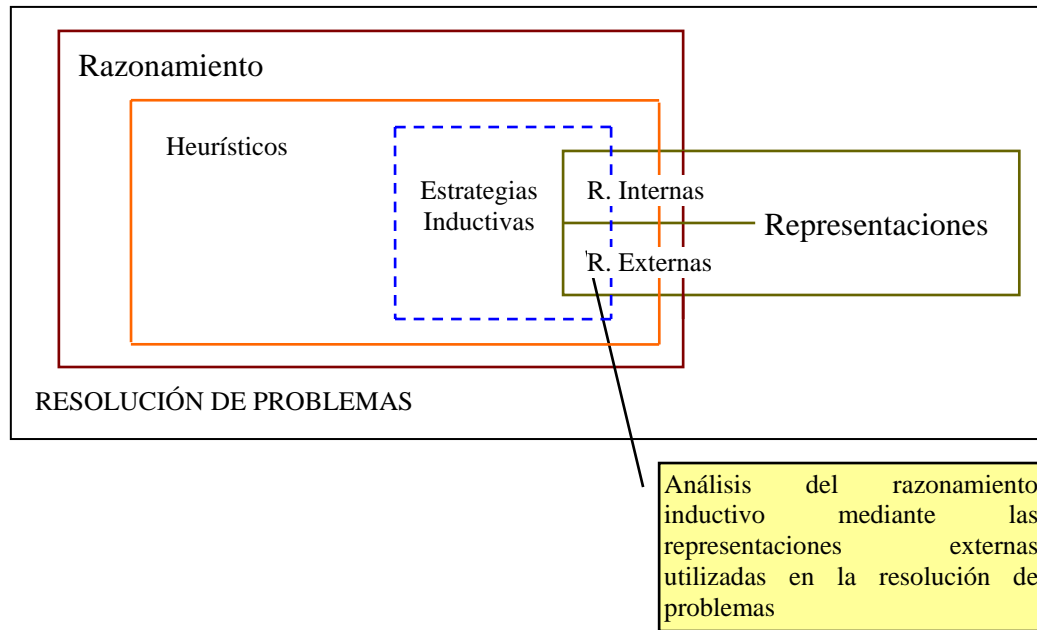 Razonamiento
Heurísticos
Estrategias
Inductivas
R. Internas
Representaciones
R. Externas
RESOLUCIÓN DE PROBLEMAS
Análisis del razonamiento
inductivo mediante las
representaciones externas
utilizadas en la resolución de
problemas